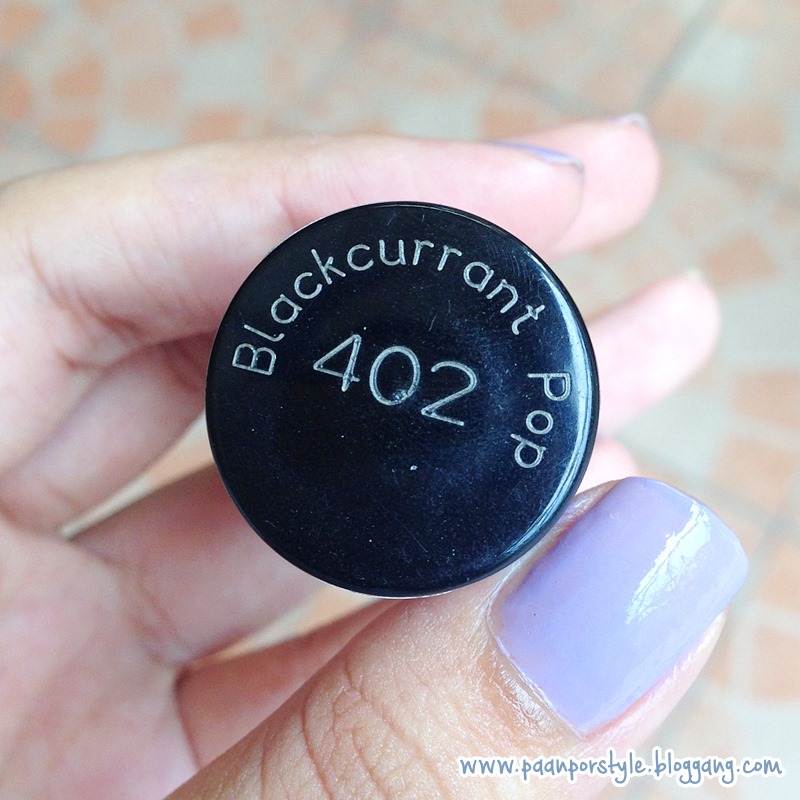 Blackcurrant Pop
402
www.paanporstyle.bloggang.com